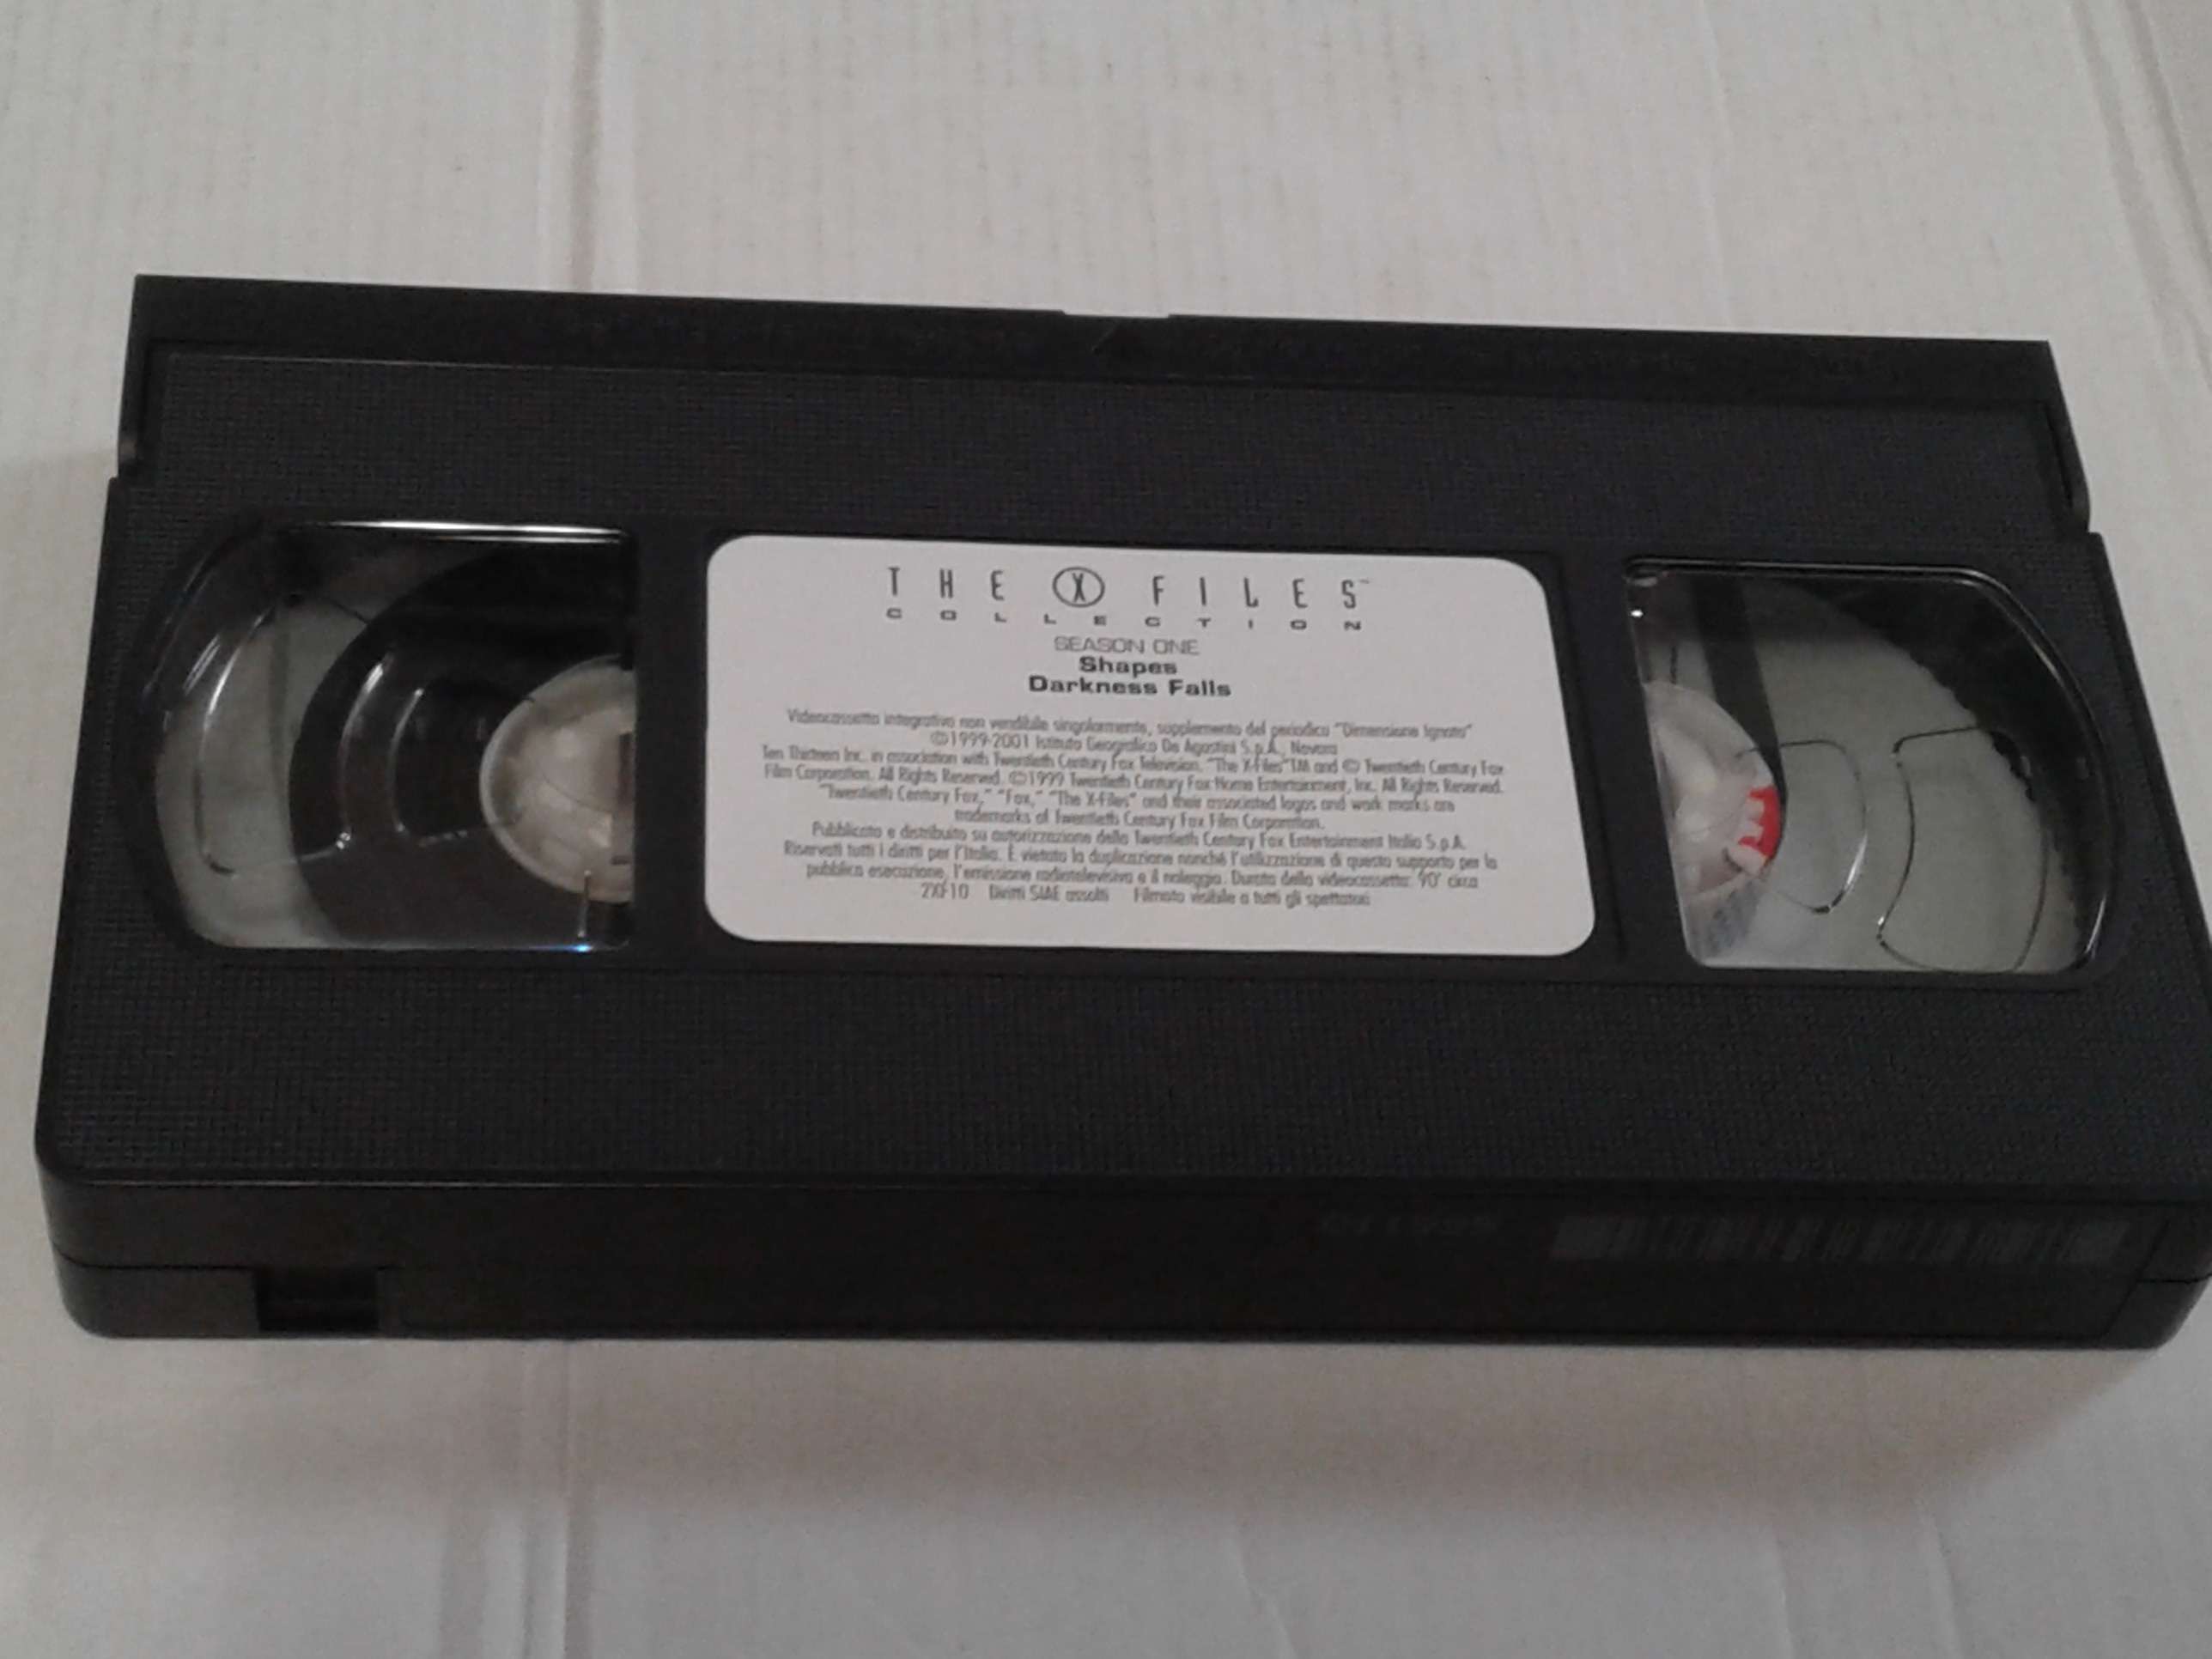 THE X FILES™
COLLECTION
SEASON ONE
Shapes
Darkness Falls
Videocassetta integrativa non vendibile singolarmente, supplemento del periodico "Dimensione Ignota"
©1999-2001 Istituto Geografico De Agostini S.p.A., Novara
Ten Thirteen Inc. in association with Twentieth Century Fox Television. "The X-Files"TM and © Twentieth Century Fox
Film Corporation. All Rights Reserved. ©1999 Twentieth Century Fox Home Entertainment, Inc. All Rights Reserved.
"Twentieth Century Fox," "Fox," "The X-Files" and their associated logos and work marks are
trademarks of Twentieth Century Fox Film Corporation.
Pubblicato e distribuito su autorizzazione della Twentieth Century Fox Entertainment Italia S.p.A.
Riservati tutti i diritti per l'Italia. È vietato la duplicazione nonché l'utilizzazione di questo supporto per la
pubblica esecuzione, l'emissione radiotelevisiva e il noleggio. Durata della videocassetta: 90' circa
2XF10 Diritti SIAE assolti Filmato visibile a tutti gli spettatori